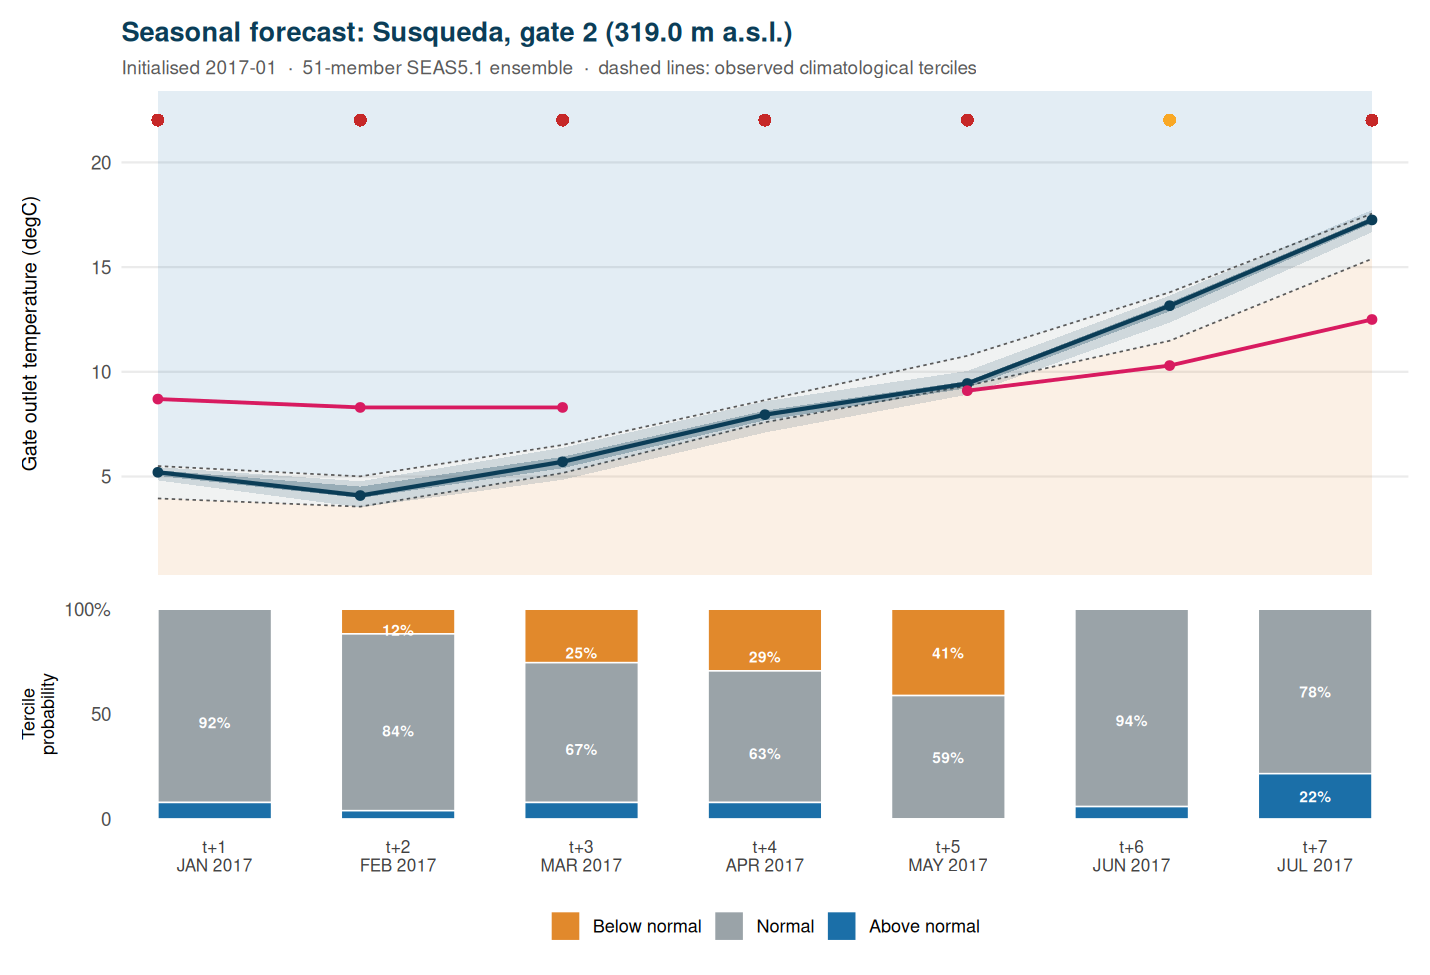 Seasonal forecast: Susqueda, gate 2 (319.0 m a.s.l.)
Initialised 2017-01 · 51-member SEAS5.1 ensemble · dashed lines: observed climatological terciles
Gate outlet temperature (degC)
20
15
10
5
Tercile
probability
100%
50
0
92%
12%
84%
25%
67%
29%
63%
41%
59%
94%
78%
22%
t+1
JAN 2017
t+2
FEB 2017
t+3
MAR 2017
t+4
APR 2017
t+5
MAY 2017
t+6
JUN 2017
t+7
JUL 2017
Below normal
Normal
Above normal